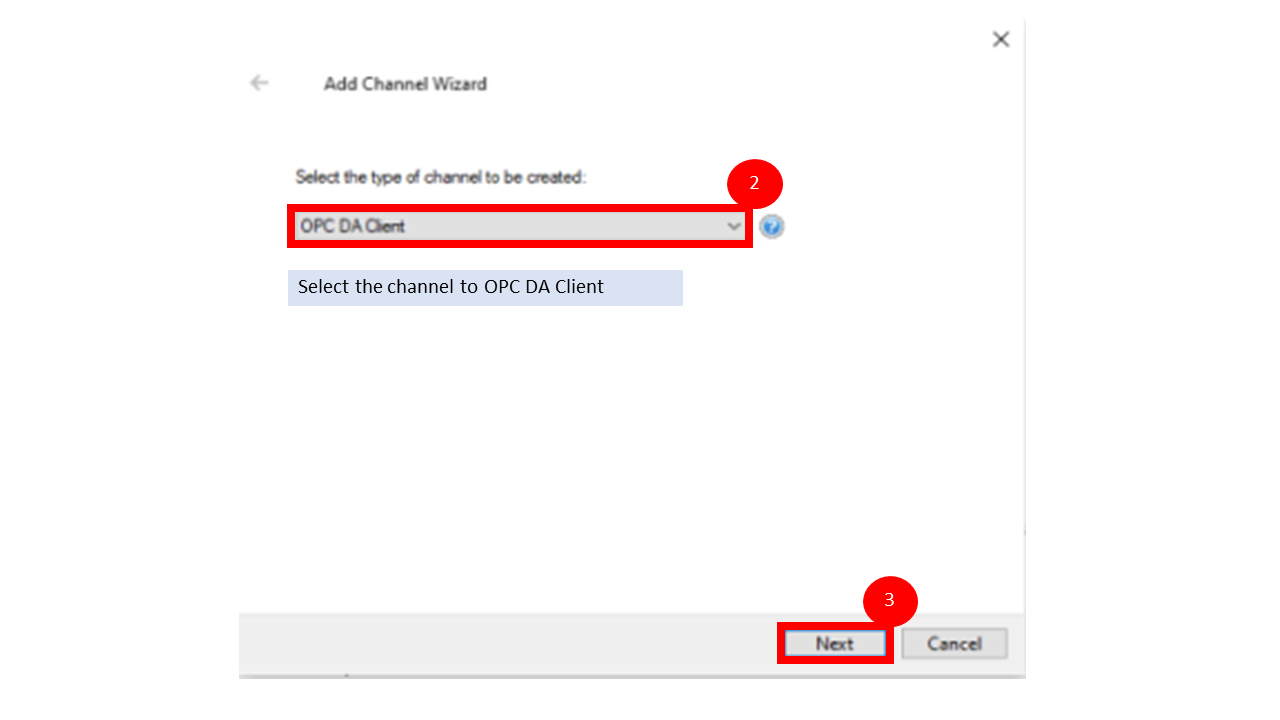 Add Channel Wizard
Select the type of channel to be created:
2
OPC DA Client
?
Select the channel to OPC DA Client
3
Next
Cancel